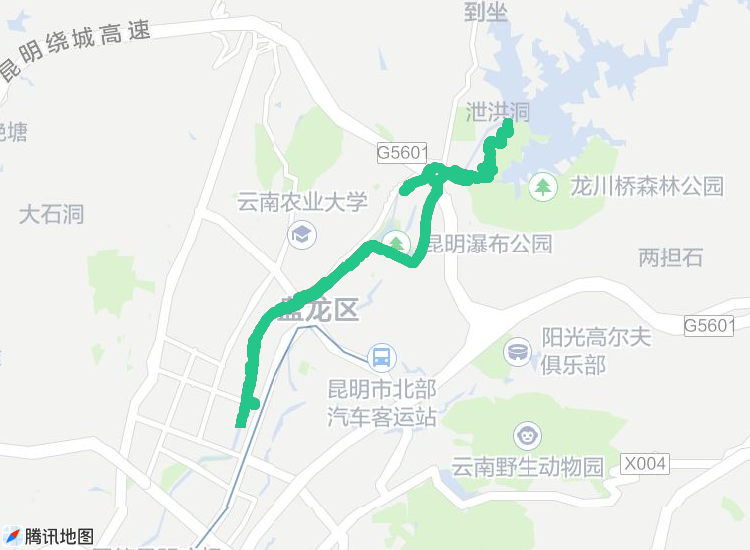 到坐
昆明绕城高速
泄洪洞
G5601
龙川桥森林公园
云南农业大学
大石洞
昆明瀑布公园
两担石
盘龙区
G5601
阳光高尔夫
俱乐部
昆明市北部
汽车客运站
云南野生动物园
X004
腾讯地图